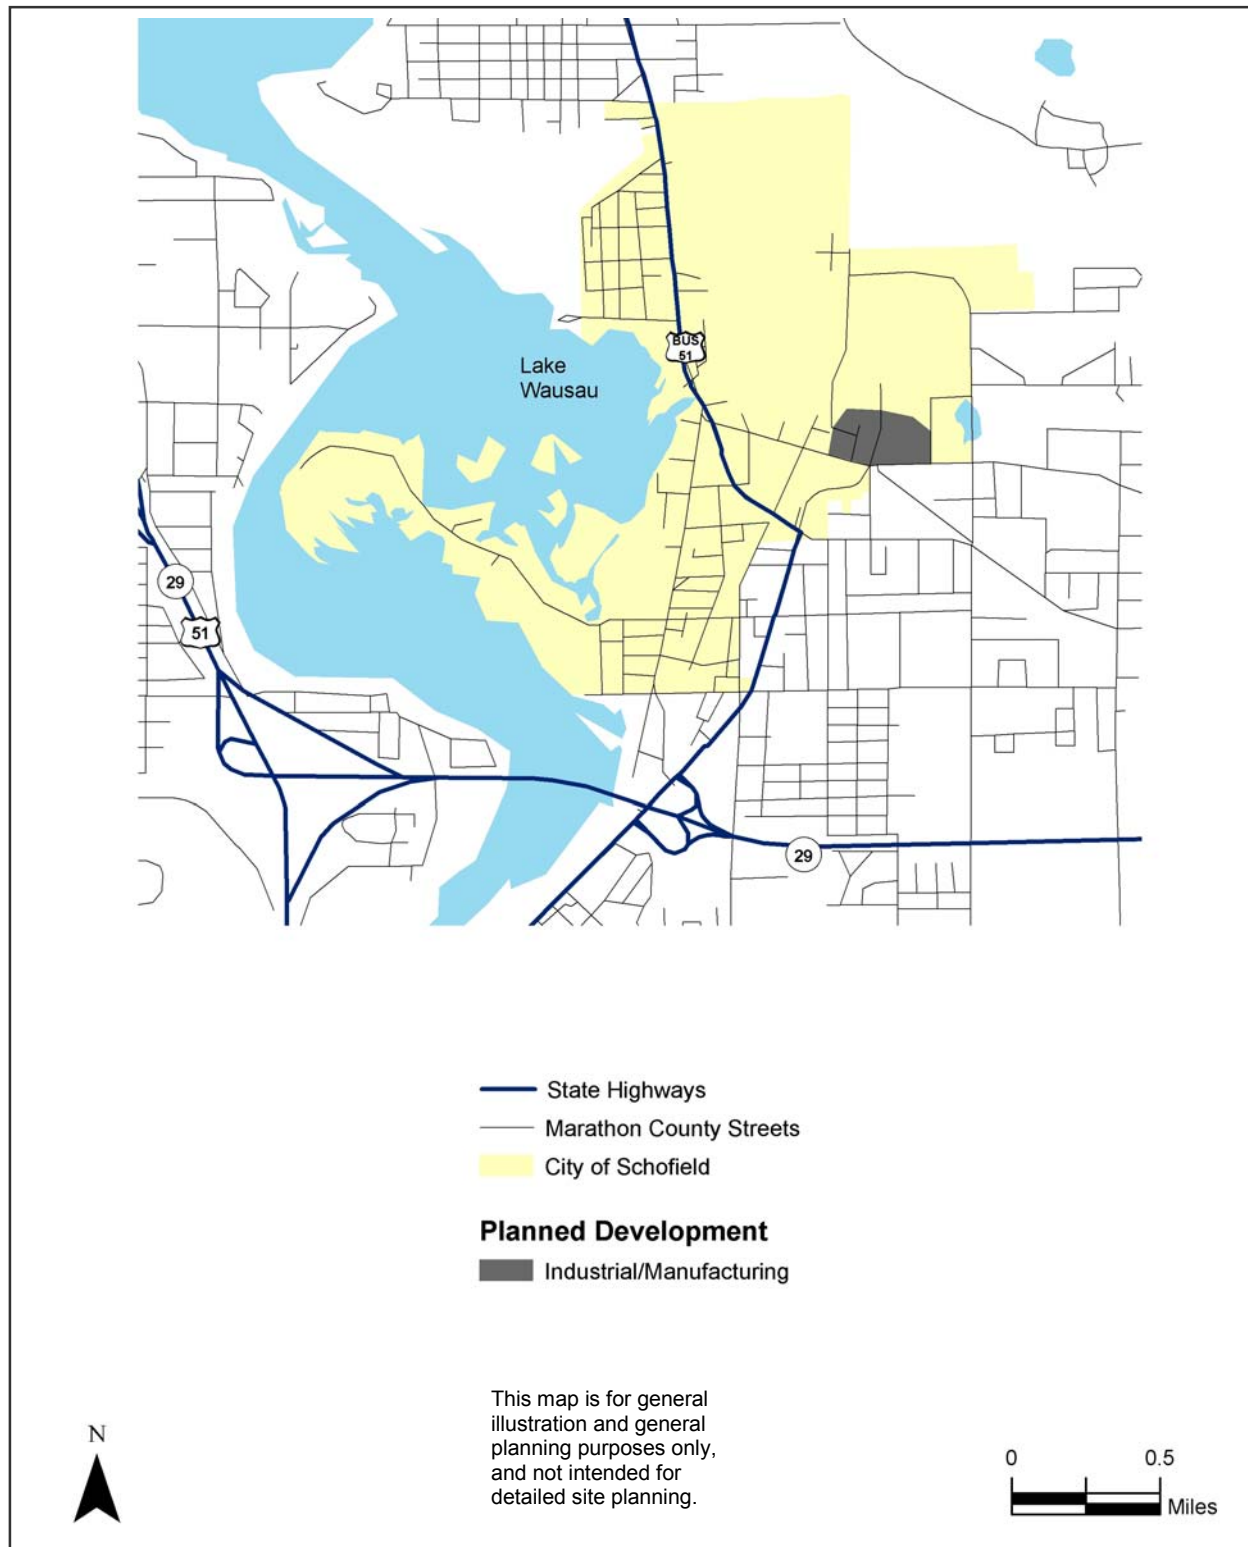 BUS
51
Lake
Wausau
29
51
29
State Highways
Marathon County Streets
City of Schofield
Planned Development
Industrial/Manufacturing
This map is for general
illustration and general
planning purposes only,
and not intended for
detailed site planning.
N
0 0.5
Miles